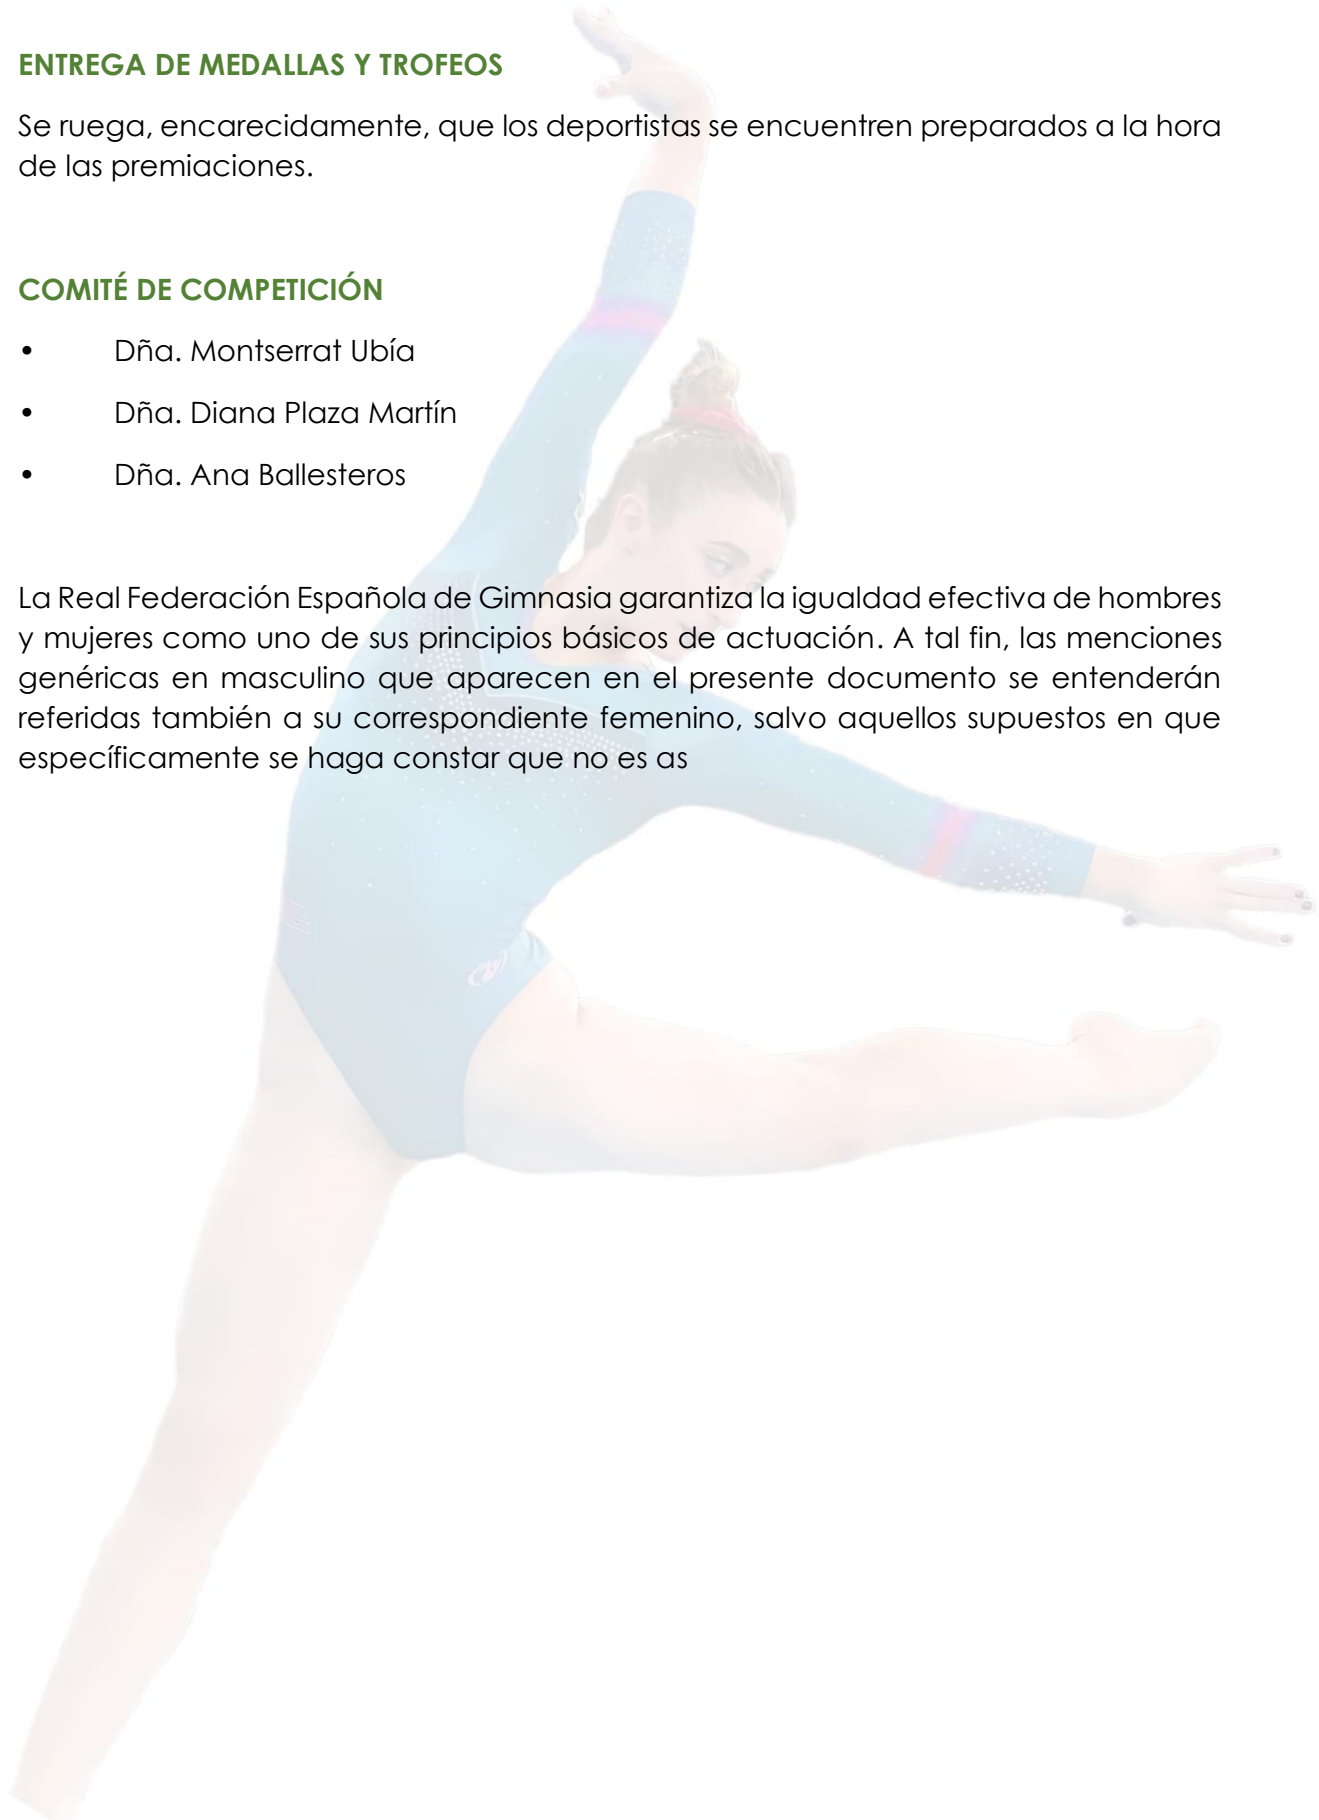 ENTREGA DE MEDALLAS Y TROFEOS
Se ruega, encarecidamente, que los deportistas se encuentren preparados a la hora
de las premiaciones.
COMITÉ DE COMPETICIÓN
• Dña. Montserrat Ubía
• Dña. Diana Plaza Martín
• Dña. Ana Ballesteros
La Real Federación Española de Gimnasia garantiza la igualdad efectiva de hombres
y mujeres como uno de sus principios básicos de actuación. A tal fin, las menciones
genéricas en masculino que aparecen en el presente documento se entenderán
referidas también a su correspondiente femenino, salvo aquellos supuestos en que
específicamente se haga constar que no es as